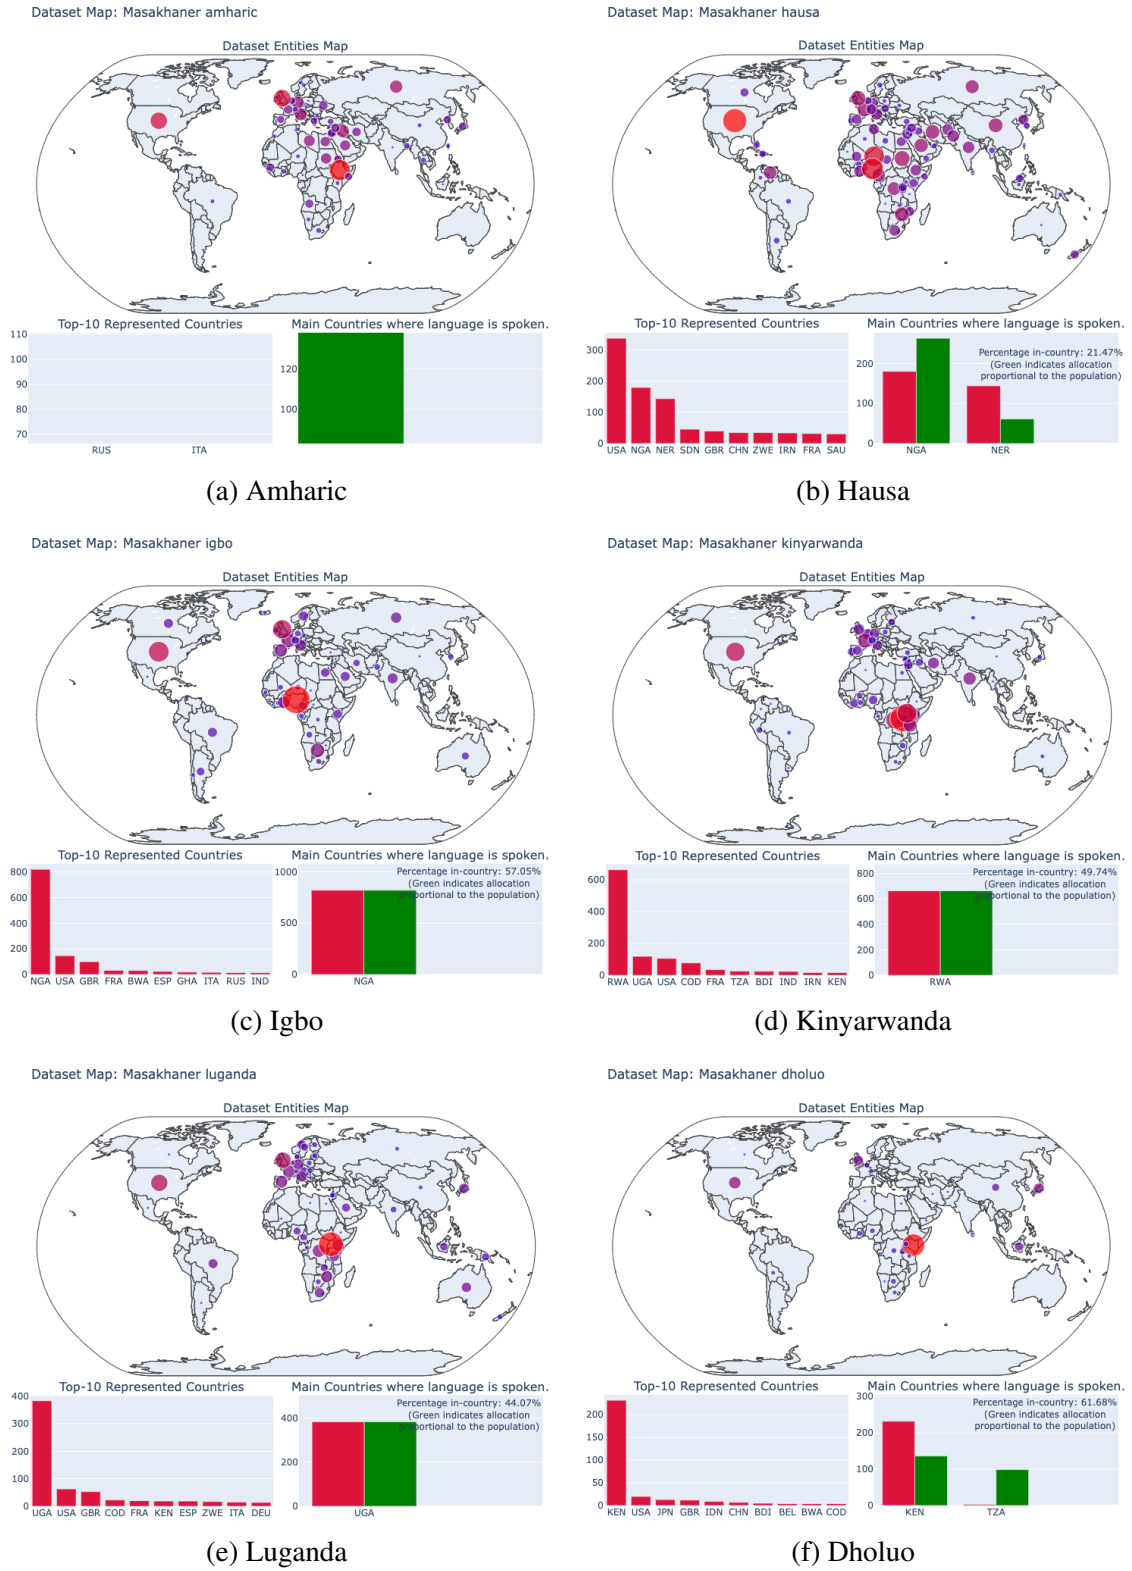 Dataset Map: Masakhaner amharic
Dataset Entities Map
Top-10 Represented Countries
110
100
90
80
70
RUS ITA
Main Countries where language is spoken.
120
100
(a) Amharic
Dataset Map: Masakhaner hausa
Dataset Entities Map
Top-10 Represented Countries
300
200
100
0
USA NGA NER SDN GBR CHN ZWE IRN FRA SAU
Main Countries where language is spoken.
Percentage in-country: 21.47%
(Green indicates allocation
proportional to the population)
200
100
0
NGA NER
(b) Hausa
Dataset Map: Masakhaner igbo
Dataset Entities Map
Top-10 Represented Countries
800
600
400
200
0
NGA USA GBR FRA BWA ESP GHA ITA RUS IND
Main Countries where language is spoken.
Percentage in-country: 57.05%
(Green indicates allocation
proportional to the population)
1000
500
0
NGA
(c) Igbo
Dataset Map: Masakhaner kinyarwanda
Dataset Entities Map
Top-10 Represented Countries
600
400
200
0
RWA UGA USA COD FRA TZA BDI IND IRN KEN
Main Countries where language is spoken.
Percentage in-country: 49.74%
(Green indicates allocation
proportional to the population)
800
600
400
200
0
RWA
(d) Kinyarwanda
Dataset Map: Masakhaner luganda
Dataset Entities Map
Top-10 Represented Countries
400
300
200
100
0
UGA USA GBR COD FRA KEN ESP ZWE ITA DEU
Main Countries where language is spoken.
Percentage in-country: 44.07%
(Green indicates allocation
proportional to the population)
400
200
0
UGA
(e) Luganda
Dataset Map: Masakhaner dholuo
Dataset Entities Map
Top-10 Represented Countries
200
150
100
50
0
KEN USA JPN GBR IDN CHN BDI BEL BWA COD
Main Countries where language is spoken.
Percentage in-country: 61.68%
(Green indicates allocation
proportional to the population)
300
200
100
0
KEN TZA
(f) Dholuo